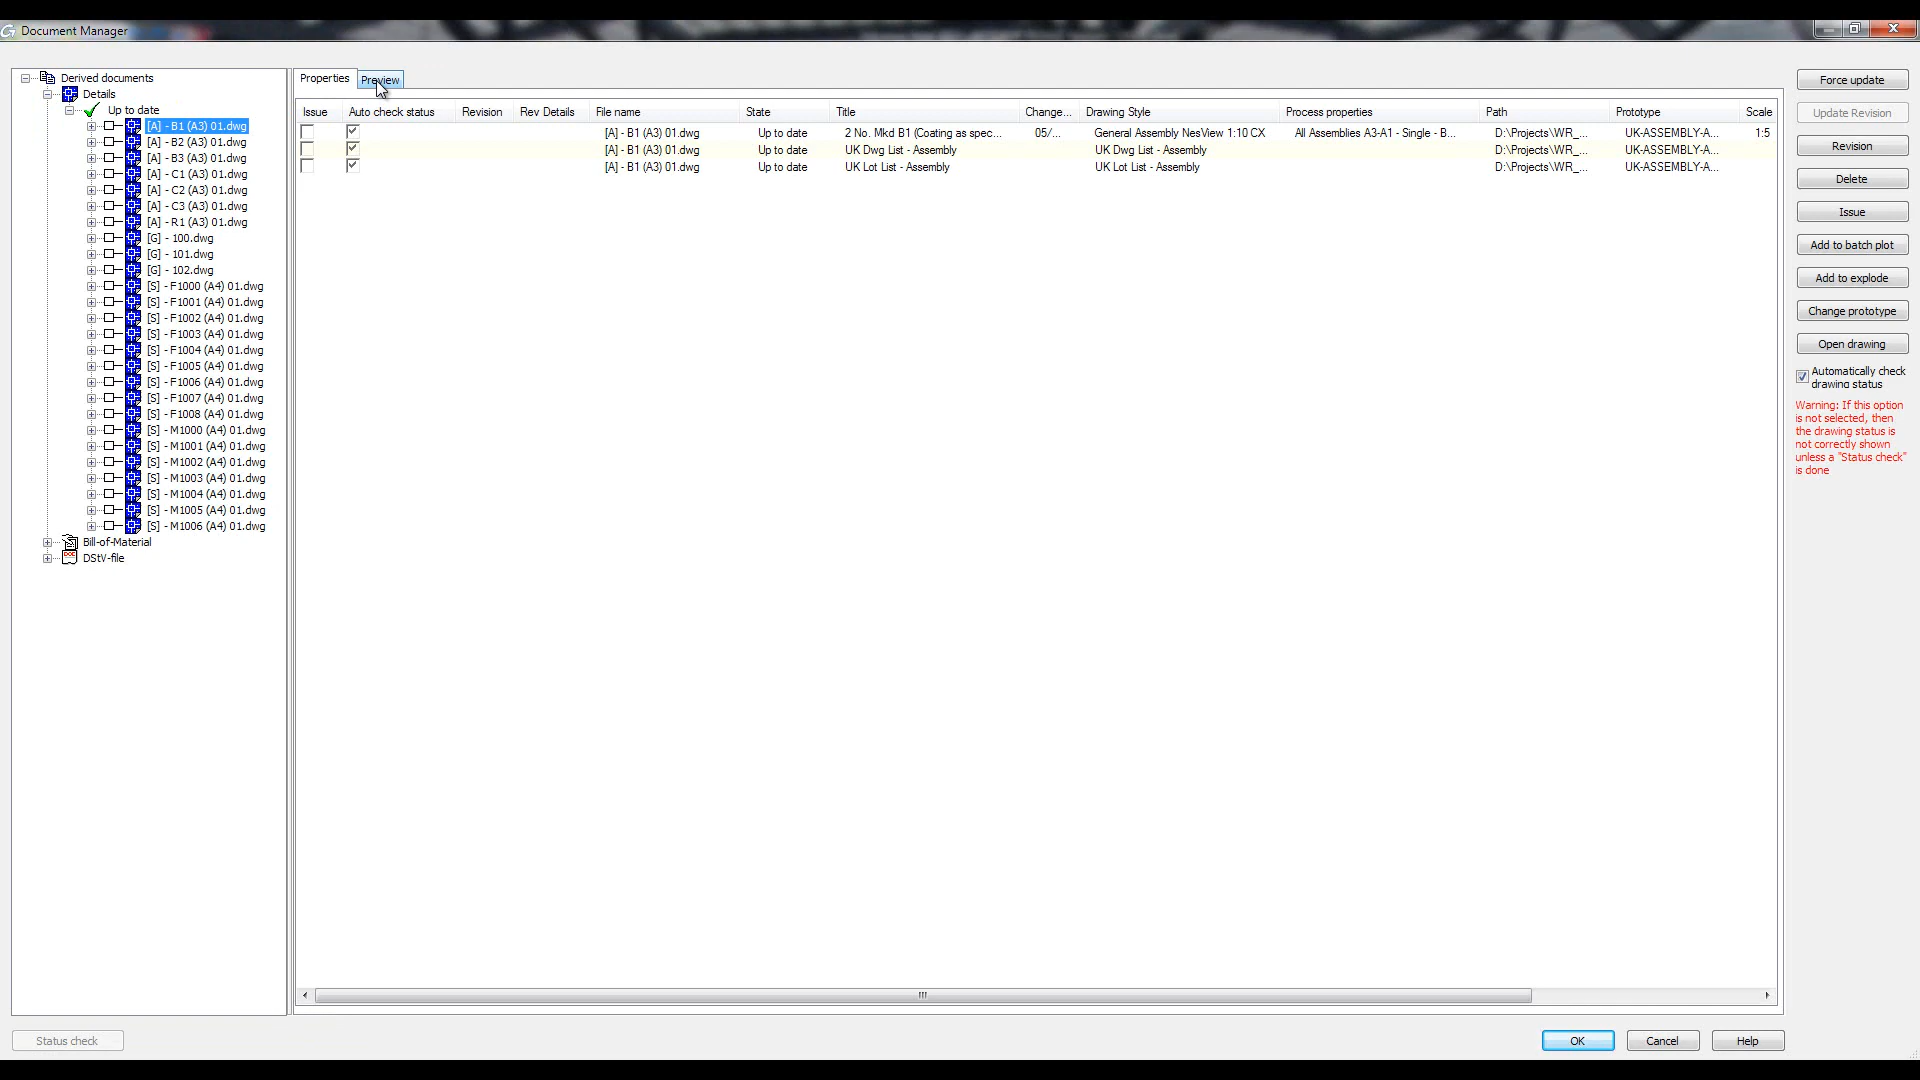 Document Manager
Derived documents
Details
Up to date
[A] - B1 (A3) 01.dwg
[A] - B2 (A3) 01.dwg
[A] - B3 (A3) 01.dwg
[A] - C1 (A3) 01.dwg
[A] - C2 (A3) 01.dwg
[A] - C3 (A3) 01.dwg
[A] - R1 (A3) 01.dwg
[G] - 100.dwg
[G] - 101.dwg
[G] - 102.dwg
[S] - F1000 (A4) 01.dwg
[S] - F1001 (A4) 01.dwg
[S] - F1002 (A4) 01.dwg
[S] - F1003 (A4) 01.dwg
[S] - F1004 (A4) 01.dwg
[S] - F1005 (A4) 01.dwg
[S] - F1006 (A4) 01.dwg
[S] - F1007 (A4) 01.dwg
[S] - F1008 (A4) 01.dwg
[S] - M1000 (A4) 01.dwg
[S] - M1001 (A4) 01.dwg
[S] - M1002 (A4) 01.dwg
[S] - M1003 (A4) 01.dwg
[S] - M1004 (A4) 01.dwg
[S] - M1005 (A4) 01.dwg
[S] - M1006 (A4) 01.dwg
Bill-of-Material
DStV-file
Properties Preview
Issue Auto check status Revision Rev Details File name State Title Change... Drawing Style Process properties Path Prototype Scale
[A] - B1 (A3) 01.dwg Up to date 2 No. Mkd B1 (Coating as spec... 05/... General Assembly NesView 1:10 CX All Assemblies A3-A1 - Single - B... D:\Projects\WR_... UK-ASSEMBLY-A... 1:5
[A] - B1 (A3) 01.dwg Up to date UK Dwg List - Assembly UK Dwg List - Assembly D:\Projects\WR_... UK-ASSEMBLY-A...
[A] - B1 (A3) 01.dwg Up to date UK Lot List - Assembly UK Lot List - Assembly D:\Projects\WR_... UK-ASSEMBLY-A...
Force update
Update Revision
Revision
Delete
Issue
Add to batch plot
Add to explode
Change prototype
Open drawing
Automatically check
drawing status
Warning: If this option
is not selected, then
the drawing status is
not correctly shown
unless a "Status check"
is done
Status check
OK Cancel Help